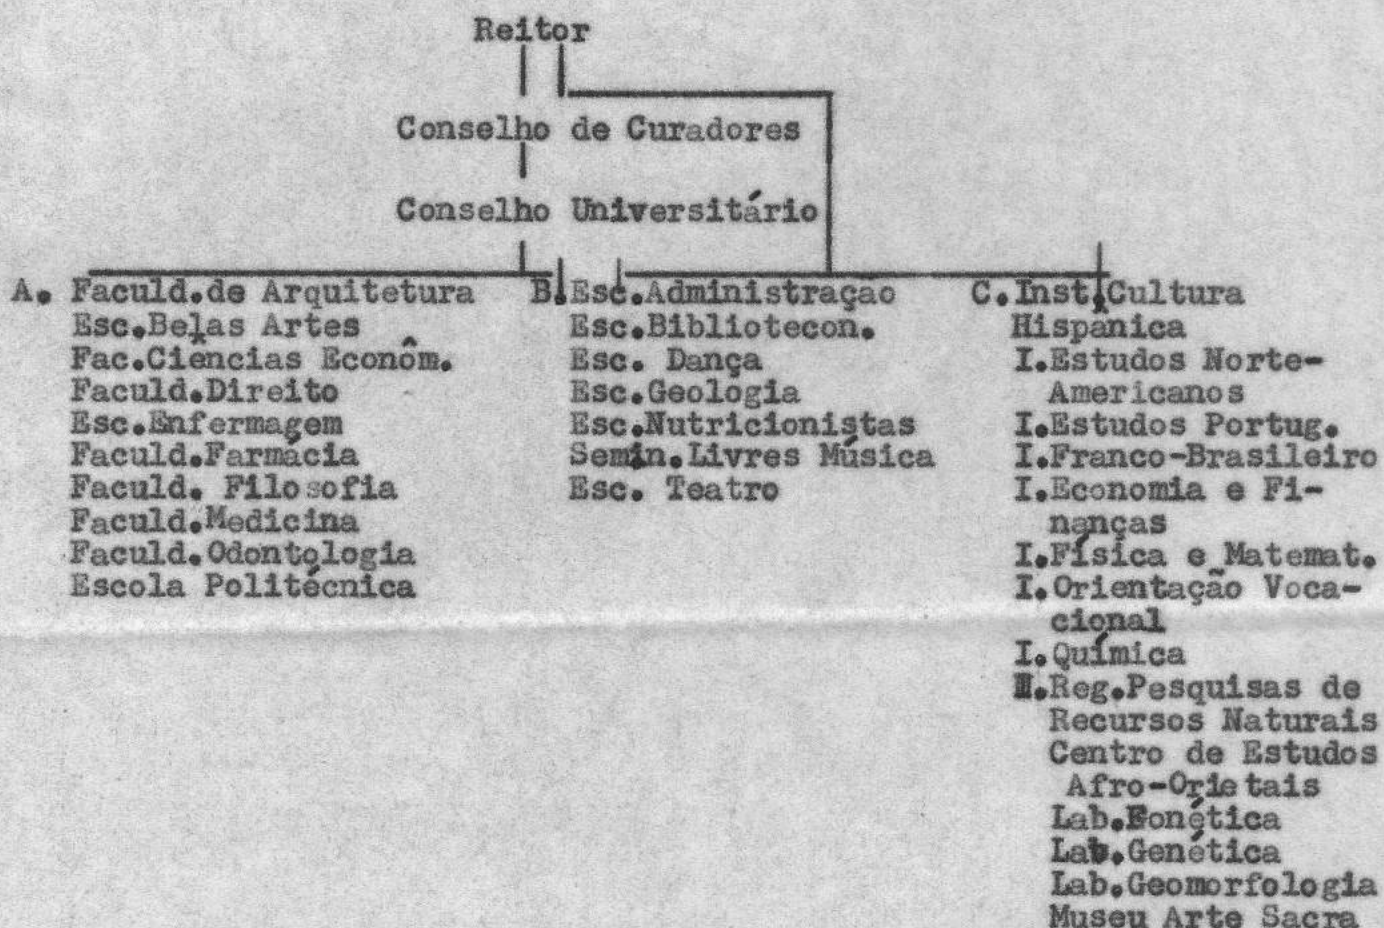 Reitor
Conselho de Curadores
Conselho Universitário
A. Faculd.de Arquitetura
Esc.Belas Artes
Fac.Ciencias Econôm.
Faculd.Direito
Esc.Enfermagem
Faculd.Farmácia
Faculd. Filosofia
Faculd.Medicina
Faculd.Odontologia
Escola Politécnica
B.Esc.Administraçao
Esc.Bibliotecon.
Esc. Dança
Esc.Geologia
Esc.Nutricionistas
Semin.Livres Música
Esc. Teatro
C.Inst.Cultura
Hispanica
I.Estudos Norte-
Americanos
I.Estudos Portug.
I.Franco-Brasileiro
I.Economia e Fi-
nanças
I.Física e Matemat.
I.Orientação Voca-
cional
I.Química
I.Reg.Pesquisas de
Recursos Naturais
Centro de Estudos
Afro-Orietais
Lab.Fonética
Lab.Genética
Lab.Geomorfologia
Museu Arte Sacra